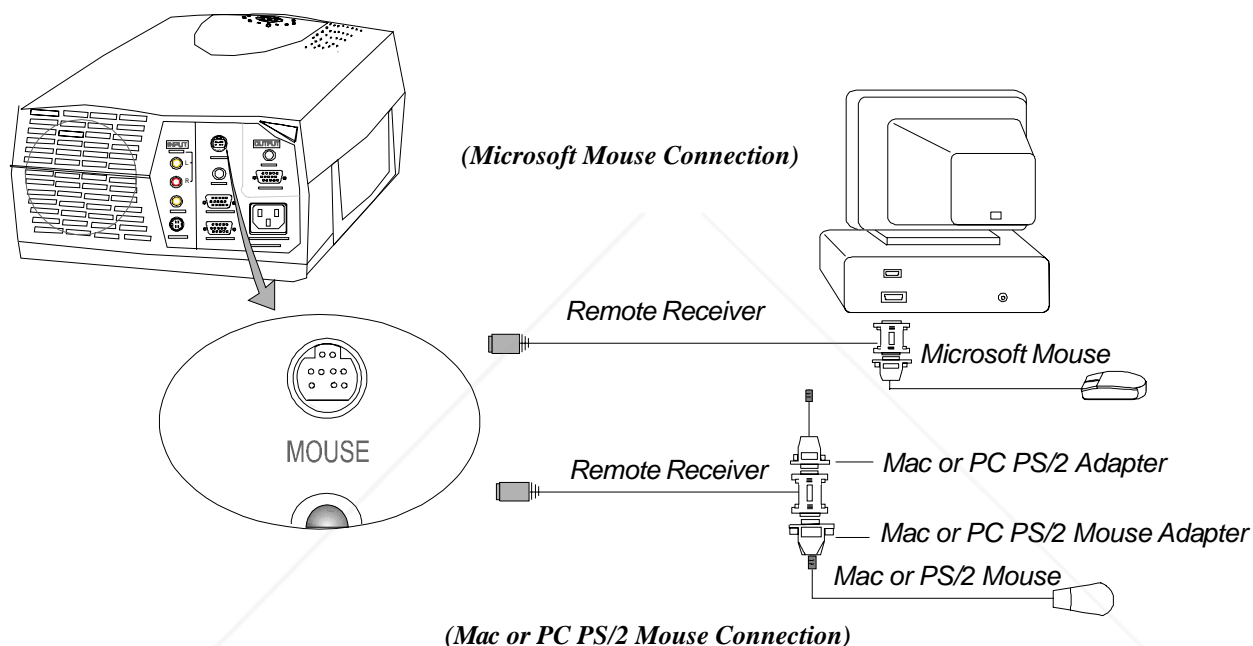 INPUT
OUTPUT
L
R
(Microsoft Mouse Connection)
Remote Receiver
Microsoft Mouse
MOUSE
Remote Receiver
Mac or PC PS/2 Adapter
Mac or PC PS/2 Mouse Adapter
Mac or PS/2 Mouse
(Mac or PC PS/2 Mouse Connection)